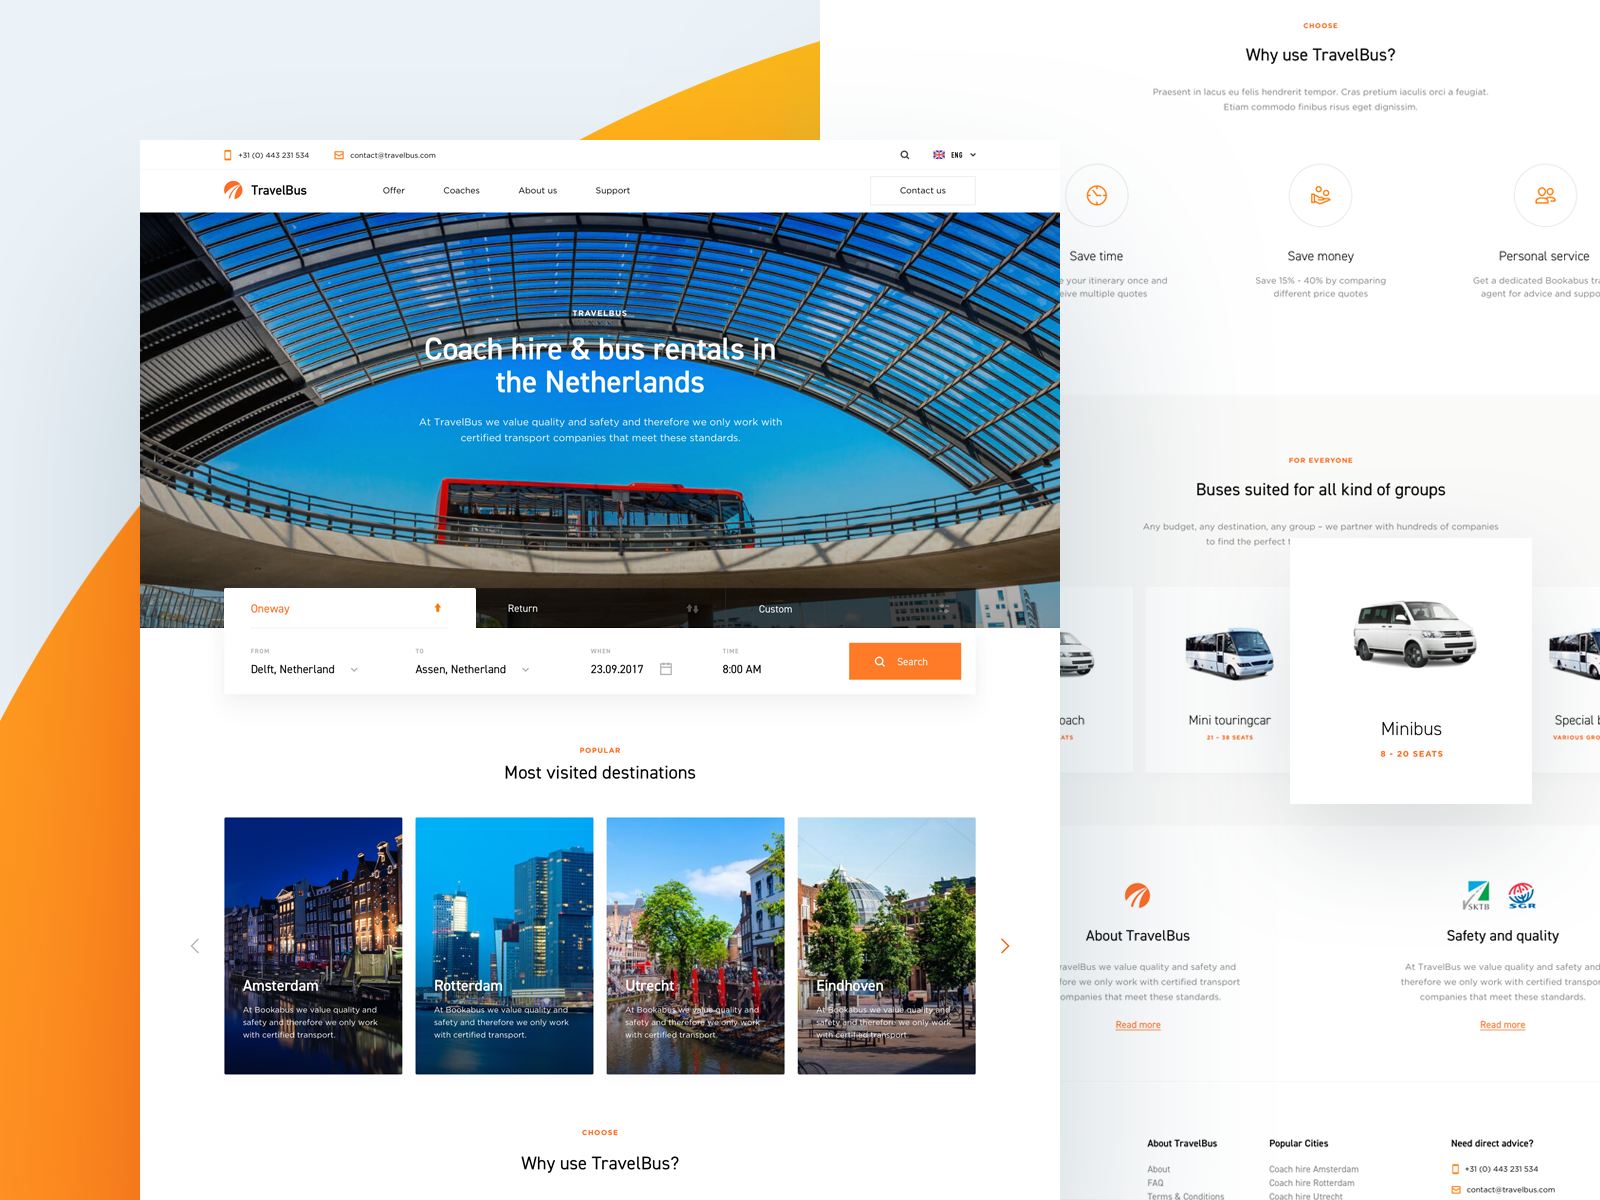 +31 (0) 443 231 534
contact@travelbus.com
ENG
TravelBus
Offer
Coaches
About us
Support
Contact us
TRAVELBUS
Coach hire & bus rentals in
the Netherlands
At TravelBus we value quality and safety and therefore we only work with
certified transport companies that meet these standards.
Oneway
Return
Custom
FROM
TO
WHEN
TIME
Delft, Netherland
Assen, Netherland
23.09.2017
8:00 AM
Search
POPULAR
Most visited destinations
Amsterdam
At Bookabus we value quality and
safety and therefore we only work
with certified transport.
Rotterdam
At Bookabus we value quality and
safety and therefore we only work
with certified transport.
Utrecht
At Bookabus we value quality and
safety and therefore we only work
with certified transport.
Eindhoven
At Bookabus we value quality and
safety and therefore we only work
with certified transport.
CHOOSE
Why use TravelBus?
CHOOSE
Why use TravelBus?
Praesent in lacus eu felis hendrerit tempor. Cras pretium iaculis orci a feugiat.
Etiam commodo finibus risus eget dignissim.
Save time
your itinerary once and
multiple quotes
Save money
Save 15% - 40% by comparing
different price quotes
Personal service
Get a dedicated Bookabus tra
agent for advice and suppo
FOR EVERYONE
Buses suited for all kind of groups
Any budget, any destination, any group – we partner with hundreds of companies
to find the perfect t
oach
ATS
Mini touringcar
21 - 38 SEATS
Minibus
8 - 20 SEATS
Special b
VARIOUS GRO
About TravelBus
ravelBus we value quality and safety and
fore we only work with certified transport
ompanies that meet these standards.
Read more
SKTB
SGR
Safety and quality
At TravelBus we value quality and safety and
therefore we only work with certified transpor
companies that meet these standards.
Read more
About TravelBus
About
FAQ
Terms & Conditions
Popular Cities
Coach hire Amsterdam
Coach hire Rotterdam
Coach hire Utrecht
Need direct advice?
+31 (0) 443 231 534
contact@travelbus.com